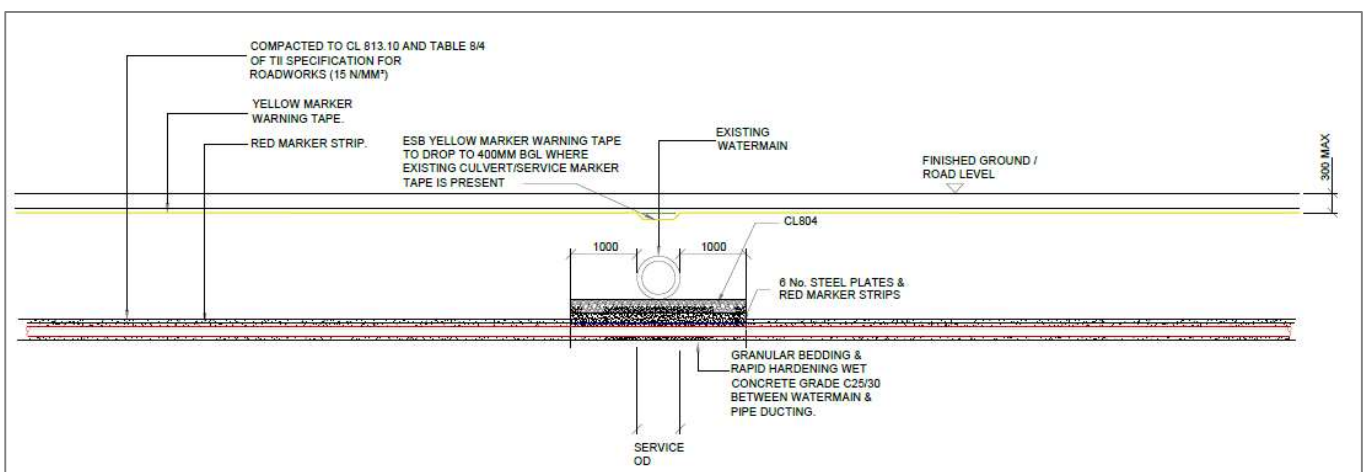 COMPACTED TO CL 813.10 AND TABLE 8/4
OF TII SPECIFICATION FOR
ROADWORKS (15 N/MM²)
YELLOW MARKER
WARNING TAPE.
RED MARKER STRIP.
ESB YELLOW MARKER WARNING TAPE
TO DROP TO 400MM BGL WHERE
EXISTING CULVERT/SERVICE MARKER
TAPE IS PRESENT
EXISTING
WATERMAIN
FINISHED GROUND /
ROAD LEVEL
300 MAX
CL804
1000
1000
6 No. STEEL PLATES &
RED MARKER STRIPS
GRANULAR BEDDING &
RAPID HARDENING WET
CONCRETE GRADE C25/30
BETWEEN WATERMAIN &
PIPE DUCTING.
SERVICE
OD